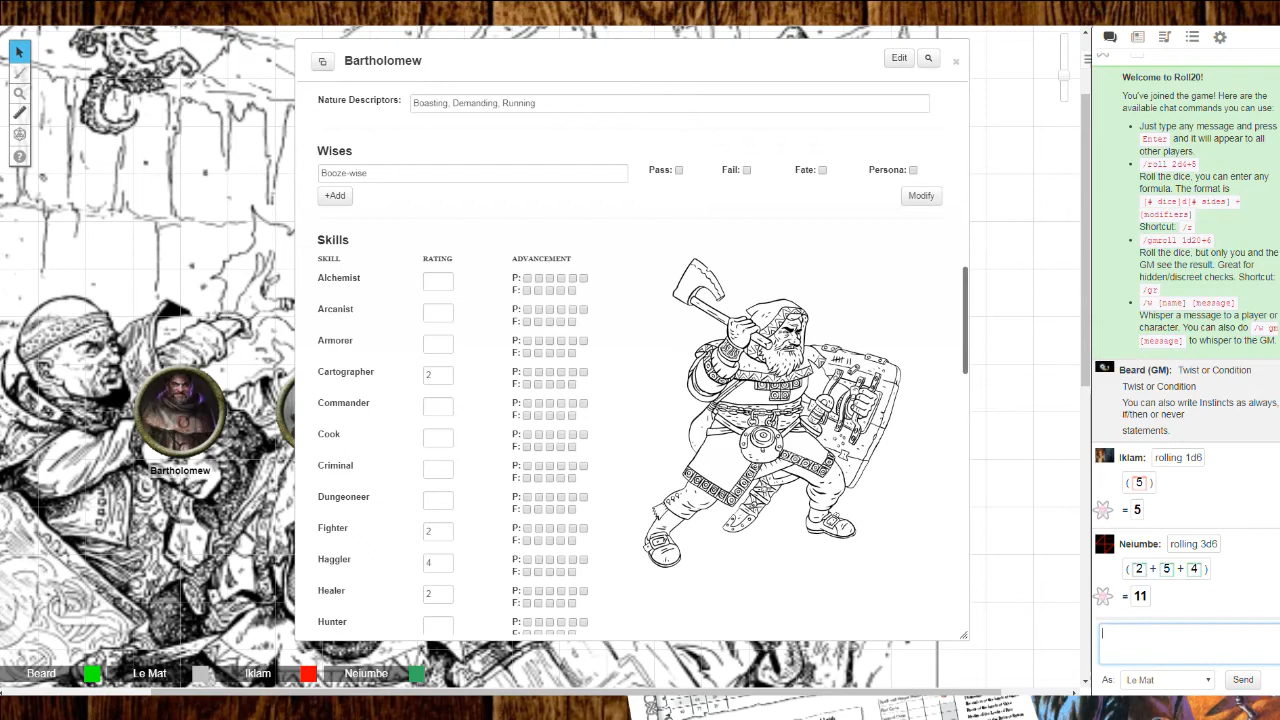 Bartholomew
Edit
Nature Descriptors:
Boasting, Demanding, Running
Wises
Booze-wise
Pass:
Fail:
Fate:
Persona:
+Add
Modify
Skills
SKILL
RATING
ADVANCEMENT
Alchemist
P:
F:
Arcanist
P:
F:
Armorer
P:
F:
Cartographer
2
P:
F:
Commander
P:
F:
Cook
P:
F:
Criminal
P:
F:
Dungeoneer
P:
F:
Fighter
2
P:
F:
Haggler
4
P:
F:
Healer
2
P:
F:
Hunter
P:
F:
Bartholomew
Beard
Le Mat
Iklam
Neiumbe
Welcome to Roll20!
You've joined the game! Here are the
available chat commands you can use:
Just type any message and press
Enter and it will appear to all
other players.
/roll 2d4+5
Roll the dice, you can enter any
formula. The format is
[# dice]d[# sides] +
[modifiers]
Shortcut: /r
/gmroll 1d20+6
Roll the dice, but only you and the
GM see the result. Great for
hidden/discreet checks. Shortcut:
/gr
/w [name] [message]
Whisper a message to a player or
character. You can also do /w gm
[message] to whisper to the GM.
Beard (GM): Twist or Condition
Twist or Condition
You can also write Instincts as always,
if/then or never
statements.
Iklam: rolling 1d6
( 5 )
= 5
Neiumbe: rolling 3d6
( 2 + 5 + 4 )
= 11
As Le Mat
Send